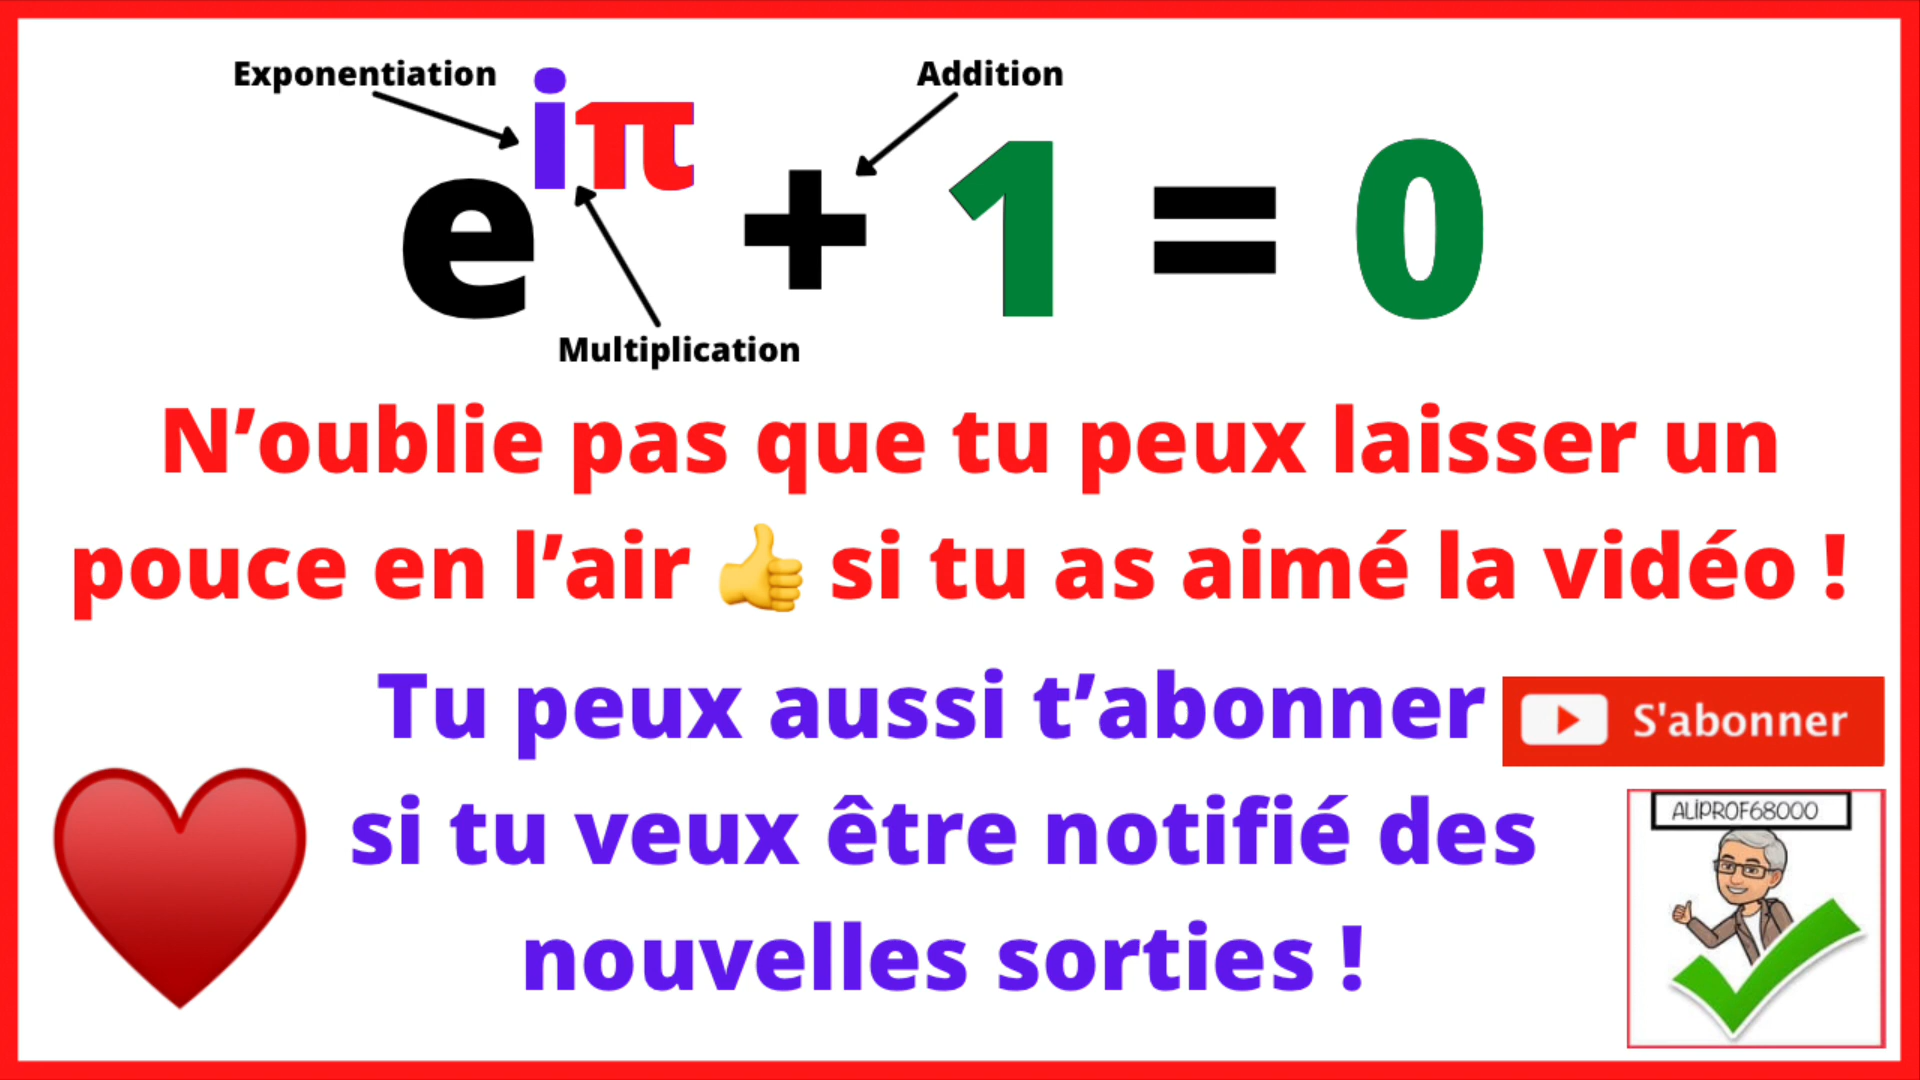 Exponentiation
Addition
e^{iπ} + 1 = 0
Multiplication
N’oublie pas que tu peux laisser un
pouce en l’air 👍 si tu as aimé la vidéo !
Tu peux aussi t’abonner
S'abonner
si tu veux être notifié des
nouvelles sorties !
ALIPROF68000